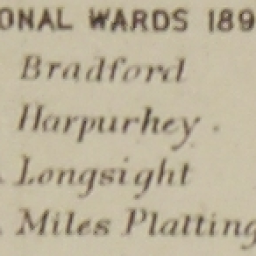 ONAL WARDS 189
Bradford
Harpurhey .
. Longsight
. Miles Platting